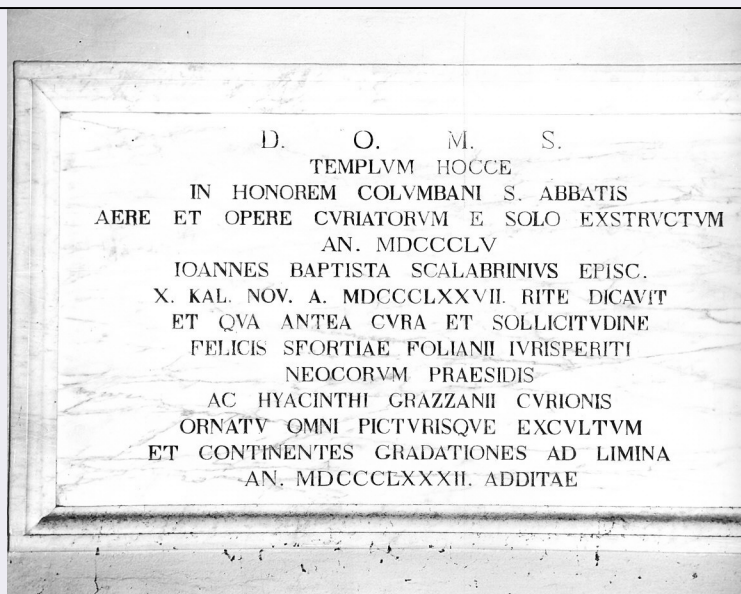 D. O. M. S.
TEMPLVM HOCCE
IN HONOREM COLVMBANI S. ABBATIS
AERE ET OPERE CVRIATORVM E SOLO EXSTRVCTVM
AN. MDCCCLV
IOANNES BAPTISTA SCALABRINIVS EPISC.
X. KAL. NOV. A. MDCCCLXXVII. RITE DICAVIT
ET QVA ANTEA CVRA ET SOLLICITVDINE
FELICIS SFORTIAE FOLIANII IVRISPERITI
NEOCORVM PRAESIDIS
AC HYACINTHI GRAZZANII CVRIONIS
ORNATV OMNI PICTVRISQVE EXCVLTVM
ET CONTINENTES GRADATIONES AD LIMINA
AN. MDCCCLXXXII. ADDITAE